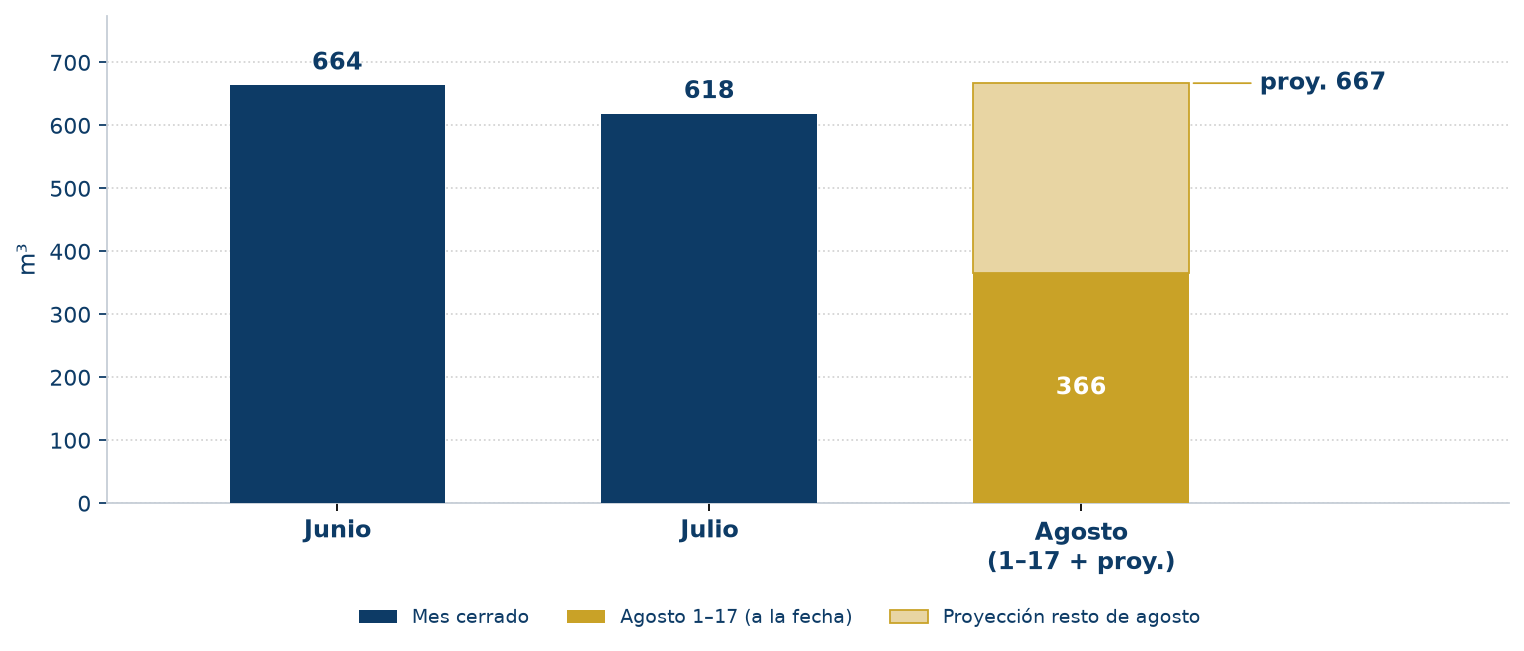 700
600
500
400
300
200
100
0
m³
664
618
366
proy. 667
Junio
Julio
Agosto
(1–17 + proy.)
Mes cerrado
Agosto 1–17 (a la fecha)
Proyección resto de agosto